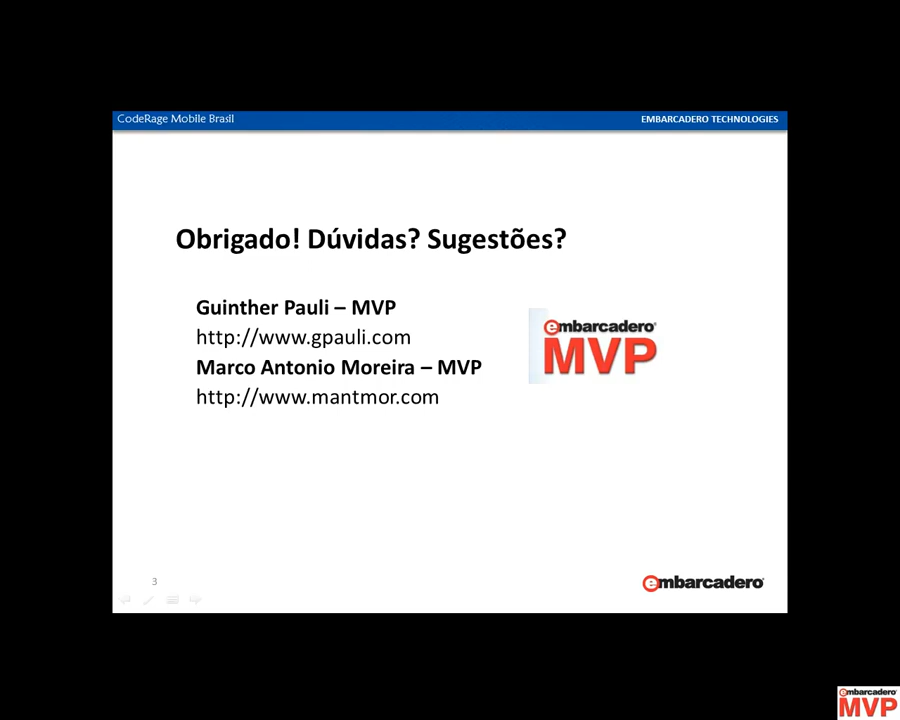 CodeRage Mobile Brasil
EMBARCADERO TECHNOLOGIES
Obrigado! Dúvidas? Sugestões?
Guinther Pauli – MVP
http://www.gpauli.com
Marco Antonio Moreira – MVP
http://www.mantmor.com
embarcadero®
MVP
3
embarcadero®
embarcadero®
MVP